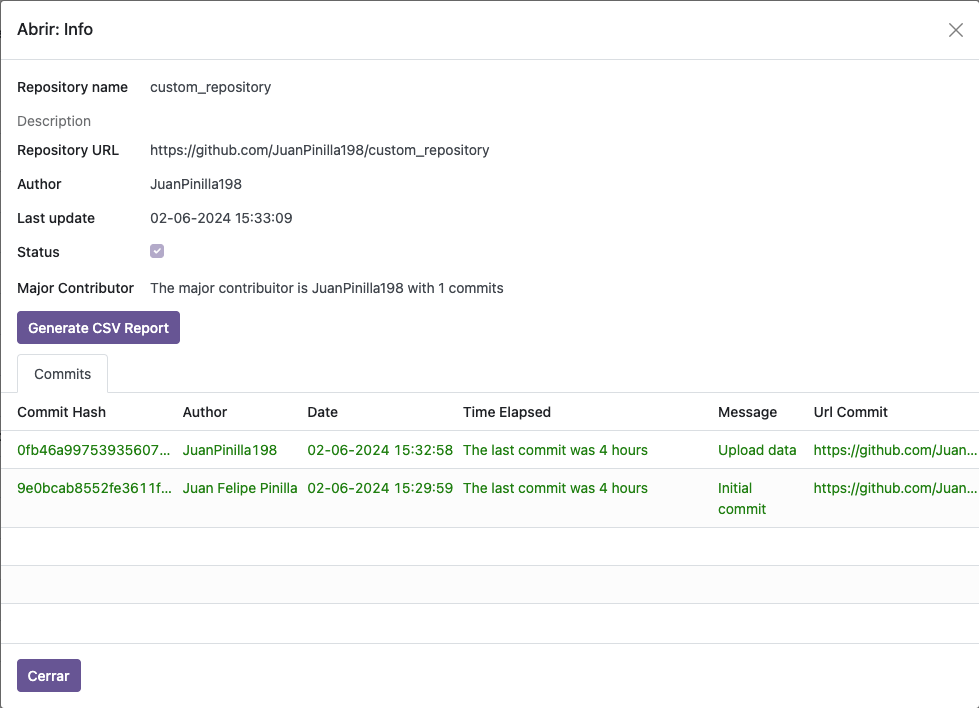 Abrir: Info
Repository name custom_repository
Description
Repository URL https://github.com/JuanPinilla198/custom_repository
Author JuanPinilla198
Last update 02-06-2024 15:33:09
Status
Major Contributor The major contribuitor is JuanPinilla198 with 1 commits
Generate CSV Report
Commits
Commit Hash Author Date Time Elapsed Message Url Commit
0fb46a99753935607... JuanPinilla198 02-06-2024 15:32:58 The last commit was 4 hours Upload data https://github.com/Juan...
9e0bcab8552fe3611f... Juan Felipe Pinilla 02-06-2024 15:29:59 The last commit was 4 hours Initial https://github.com/Juan...
commit
Cerrar